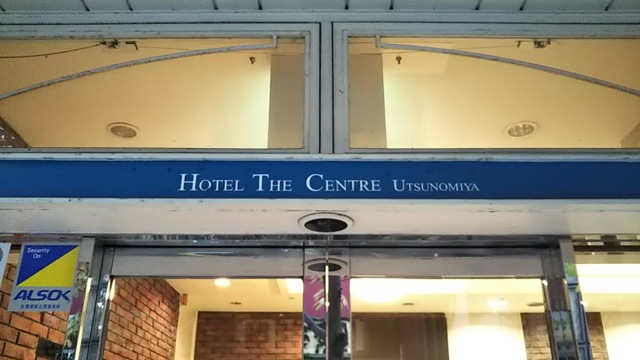 HOTEL THE CENTRE UTSUNOMIYA
Security
On
ALSOK